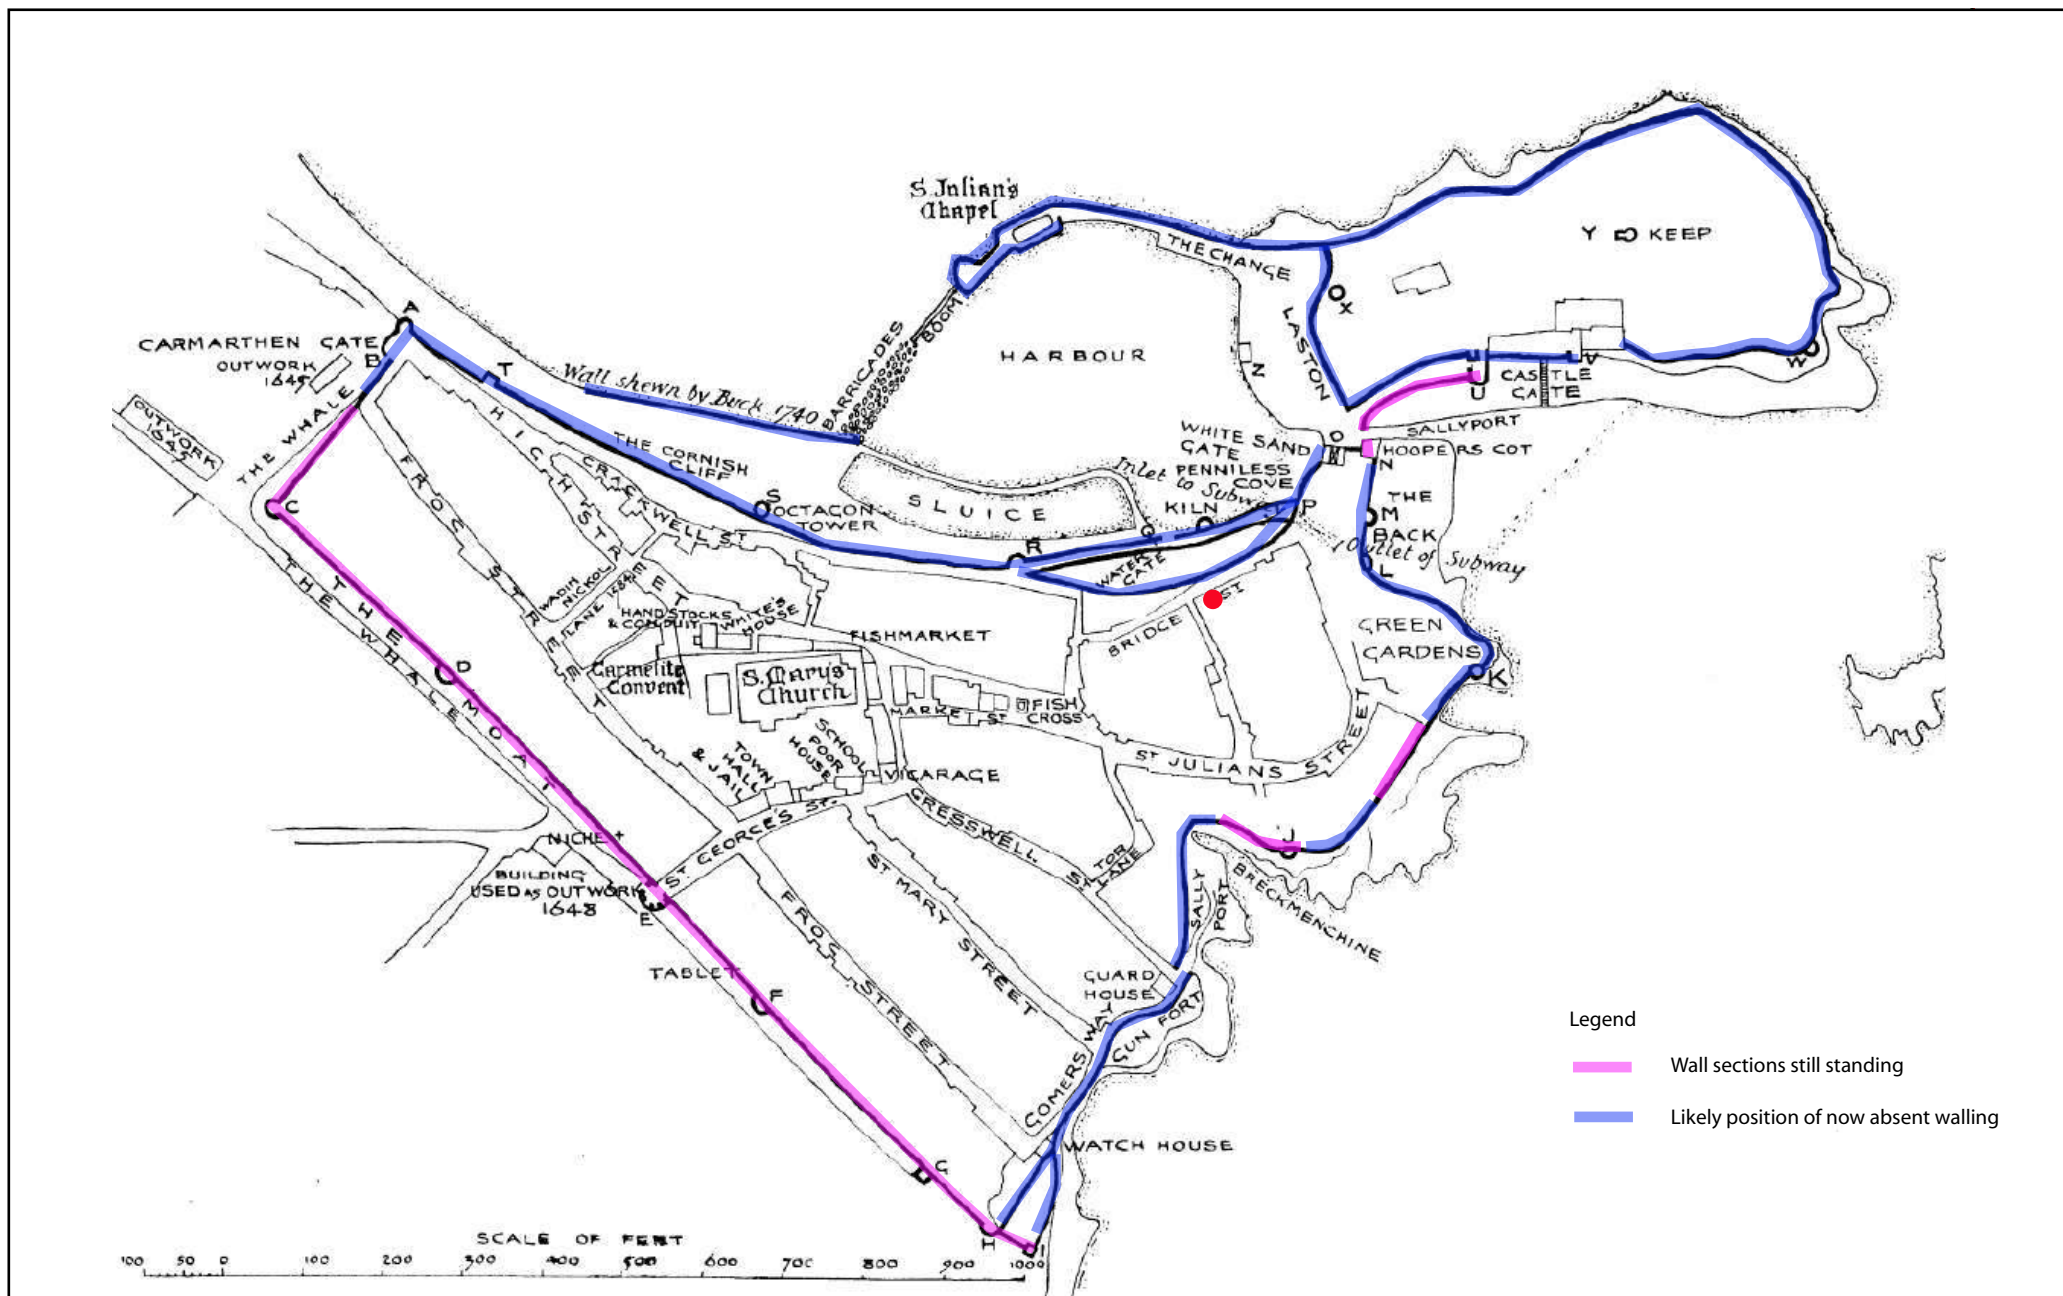 S. Julian's
Chapel
THE CHANGE
Y KEEP
X
LASTON
HARBOUR
BOOM
BARRICADES
Z
A
CARMARTHEN GATE
B
OUTWORK
1645
T
Wall shewn by Buck 1740
OUTWORK
1645
THE WHALE
HIGH STREET
THE CORNISH
CLIFF
CRACKWELL ST
FROG STREET
S
OCTAGON
TOWER
SLUICE
Inlet to Subway
WHITE SAND
GATE
PENNILESS
COVE
KILN
O
Q
P
R
WATER
GATE
U
V
W
CASTLE
GATE
SALLYPORT
HOOPERS COT
N
THE
BACK
M
Outlet of Subway
L
C
THE MOAT
THE WHALE
D
WADIH
NICKOL
LANE 1284
HAND STOCKS
& CONDUIT
WHITE'S
HOUSE
FISHMARKET
BRIDGE ST
GREEN
GARDENS
K
Carmelite
Convent
S. Mary's
Church
MARKET ST
FISH
CROSS
ST JULIANS STREET
TOWN
HALL
& JAIL
POOR
HOUSE
SCHOOL
VICARAGE
ST GEORGE'S ST.
CRESSWELL ST
TOR
LANE
J
BRECKMENCHINE
SALLY
PORT
NICHE
BUILDING
USED AS OUTWORK
1648
E
ST MARY STREET
FROG STREET
TABLET
F
GUARD
HOUSE
GUN FORT
GOMERS WAY
WATCH HOUSE
G
H
I
SCALE OF FEET
100 50 0 100 200 300 400 500 600 700 800 900 1000
Legend
Wall sections still standing
Likely position of now absent walling